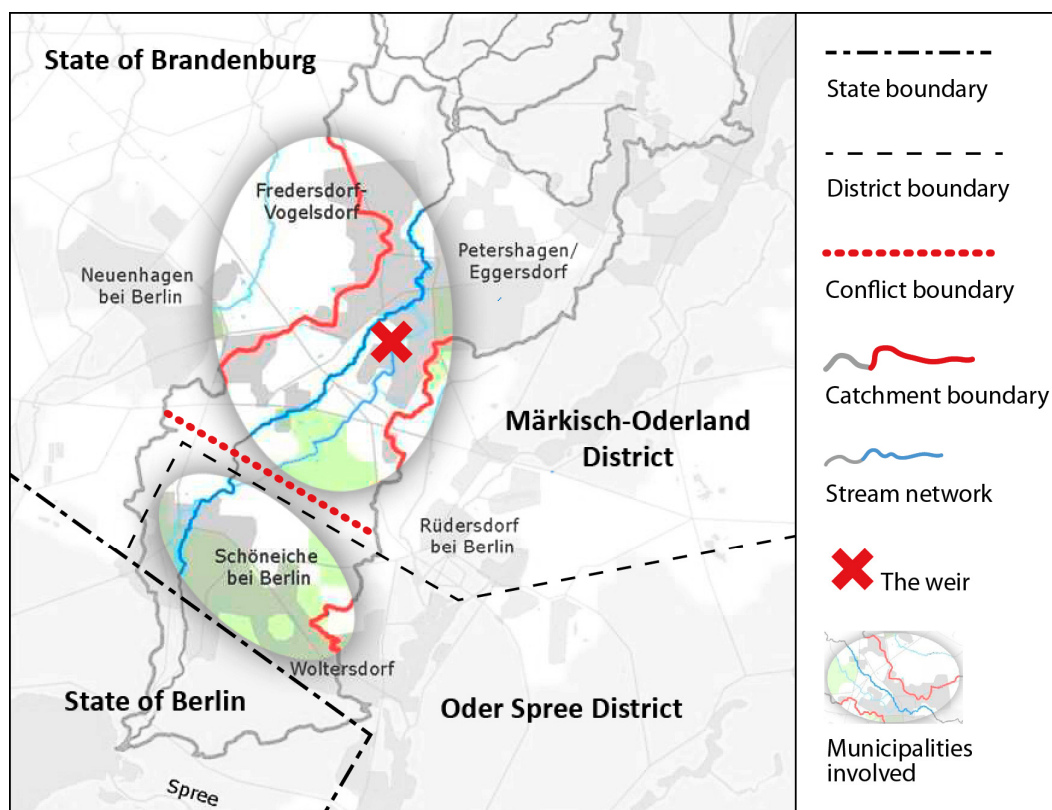 State of Brandenburg
Fredersdorf-
Vogelsdorf
Petershagen/
Eggersdorf
Neuenhagen
bei Berlin
Märkisch-Oderland
District
Rüdersdorf
bei Berlin
Schöneiche
bei Berlin
Woltersdorf
State of Berlin
Oder Spree District
Spree
State boundary
District boundary
Conflict boundary
Catchment boundary
Stream network
The weir
Municipalities
involved